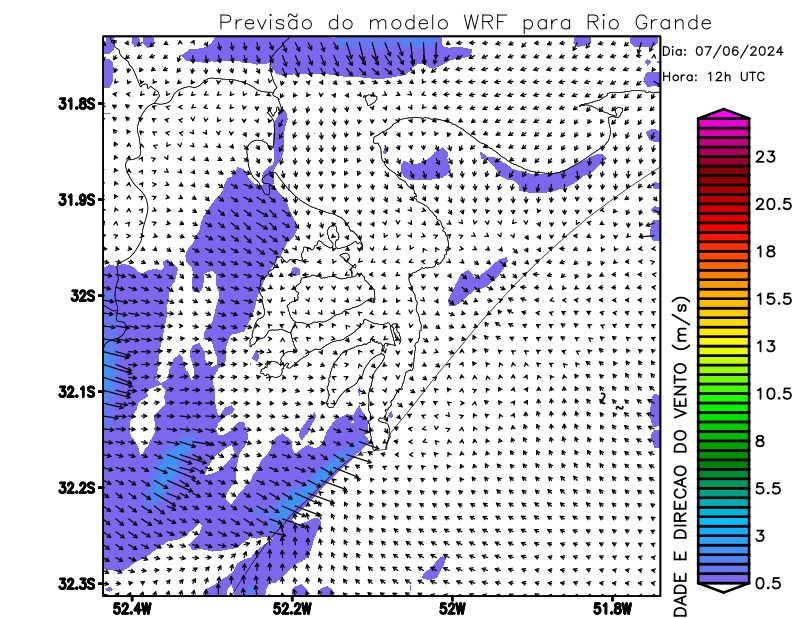 Previsão do modelo WRF para Rio Grande
Dia: 07/06/2024
Hora: 12h UTC
31.8S
31.9S
32S
32.1S
32.2S
32.3S
52.4W
52.2W
52W
51.8W
23
20.5
18
15.5
13
10.5
8
5.5
3
0.5
DADE E DIRECAO DO VENTO (m/s)